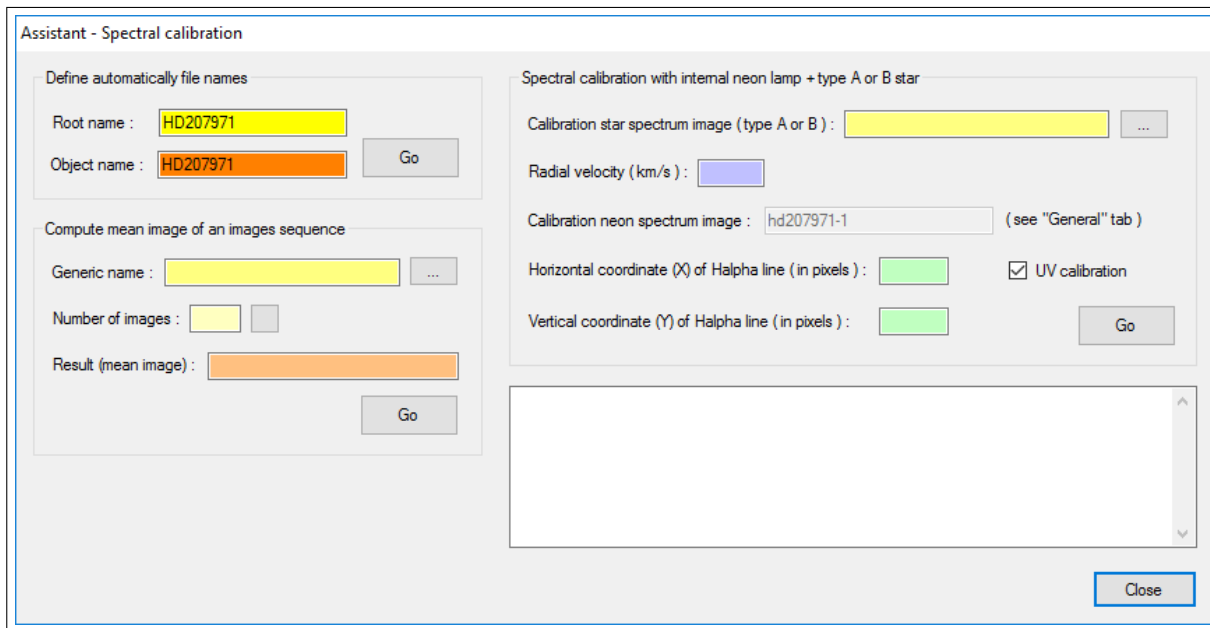 Assistant - Spectral calibration
Define automatically file names
Root name : HD207971
Object name : HD207971
Go
Compute mean image of an images sequence
Generic name : ...
Number of images :
Result (mean image) :
Go
Spectral calibration with internal neon lamp + type A or B star
Calibration star spectrum image ( type A or B ) : ...
Radial velocity ( km/s ) :
Calibration neon spectrum image : hd207971-1 ( see "General" tab )
Horizontal coordinate (X) of Halpha line ( in pixels ) : UV calibration
Vertical coordinate (Y) of Halpha line ( in pixels ) :
Go
Close